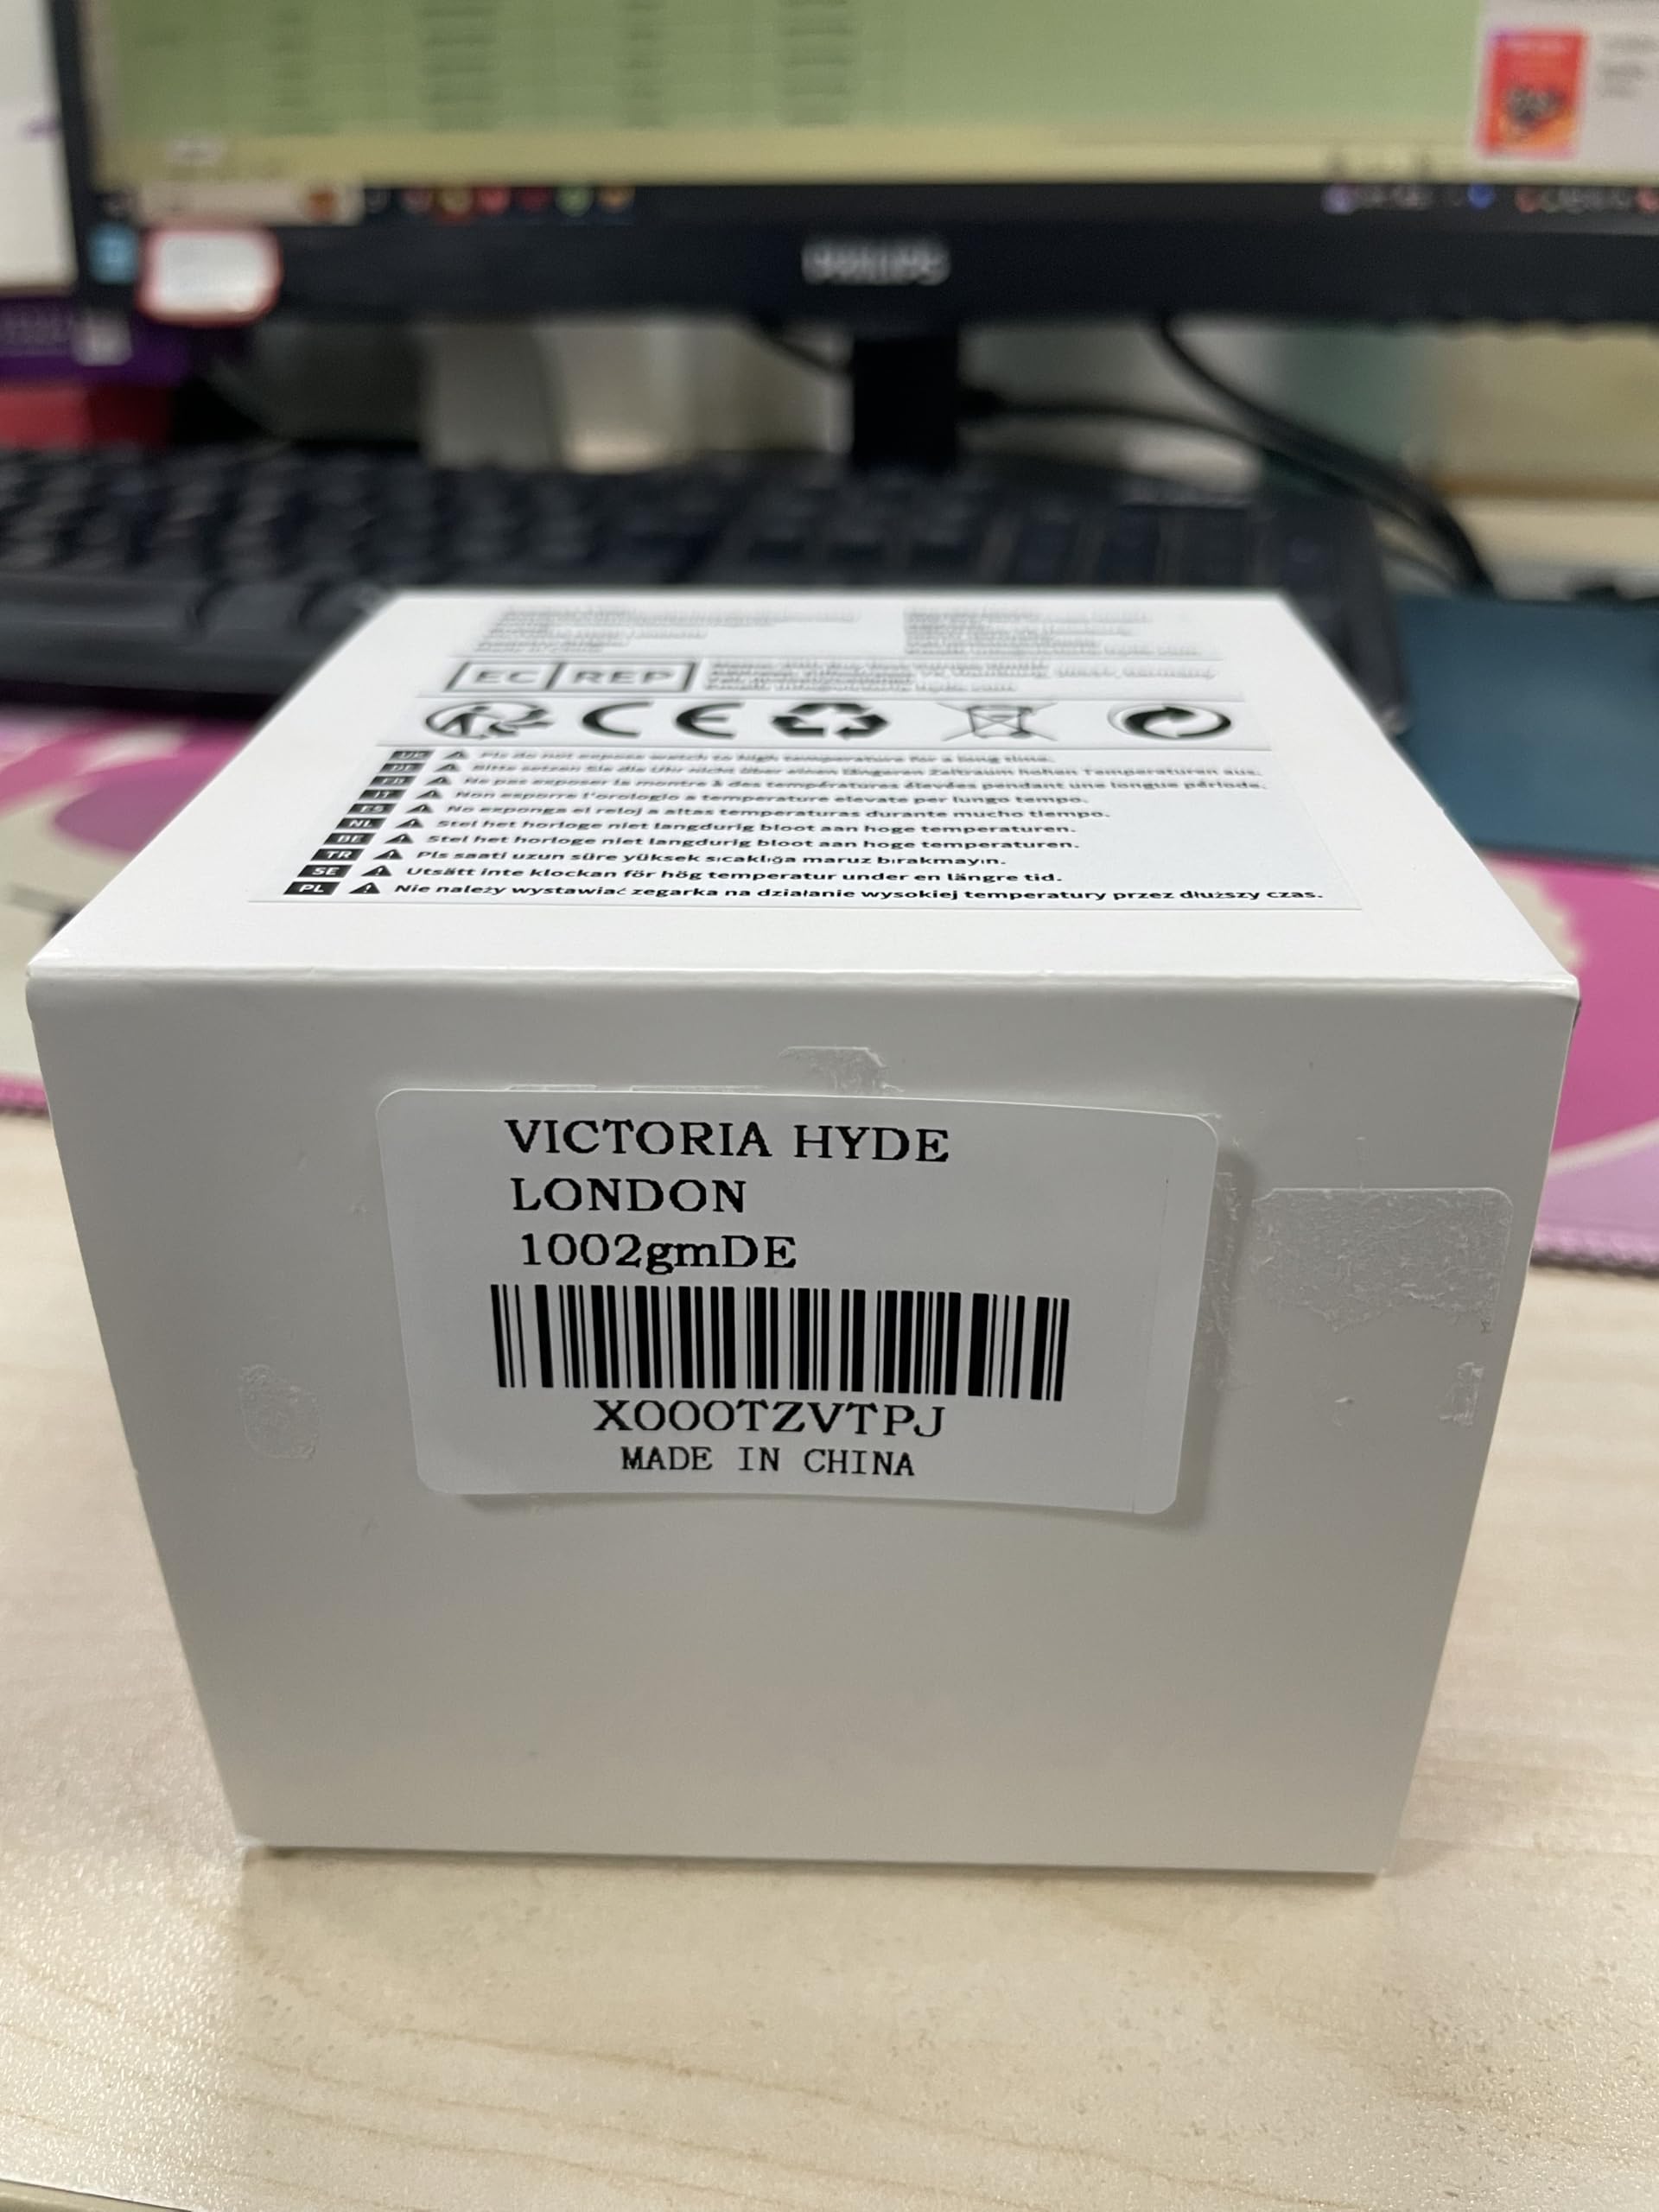 PHILIPS
EC REP
CE
UK Pls do not expose watch to high temperature for a long time.
DE Bitte setzen Sie die Uhr nicht über einen längeren Zeitraum hohen Temperaturen aus.
FR Ne pas exposer la montre à des températures élevées pendant une longue période.
IT Non esporre l'orologio a temperature elevate per lungo tempo.
ES No exponga el reloj a altas temperaturas durante mucho tiempo.
NL Stel het horloge niet langdurig bloot aan hoge temperaturen.
BE Stel het horloge niet langdurig bloot aan hoge temperaturen.
TR Pls saati uzun süre yüksek sıcaklığa maruz bırakmayın.
SE Utsätt inte klockan för hög temperatur under en längre tid.
PL Nie należy wystawiać zegarka na działanie wysokiej temperatury przez dłuższy czas.
VICTORIA HYDE
LONDON
1002gmDE
X000TZVTPJ
MADE IN CHINA